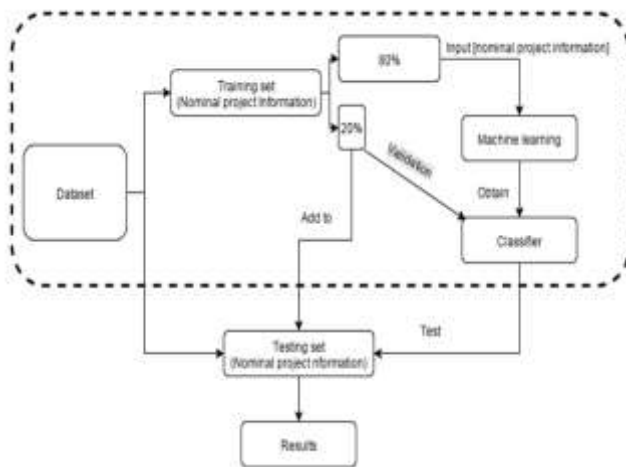 80%
Input [nominal project information]
Training set
(Nominal project Information)
20%
Validation
Machine learning
Dataset
Obtain
Add to
Classifier
Testing set
(Nominal project nformation)
Test
Results